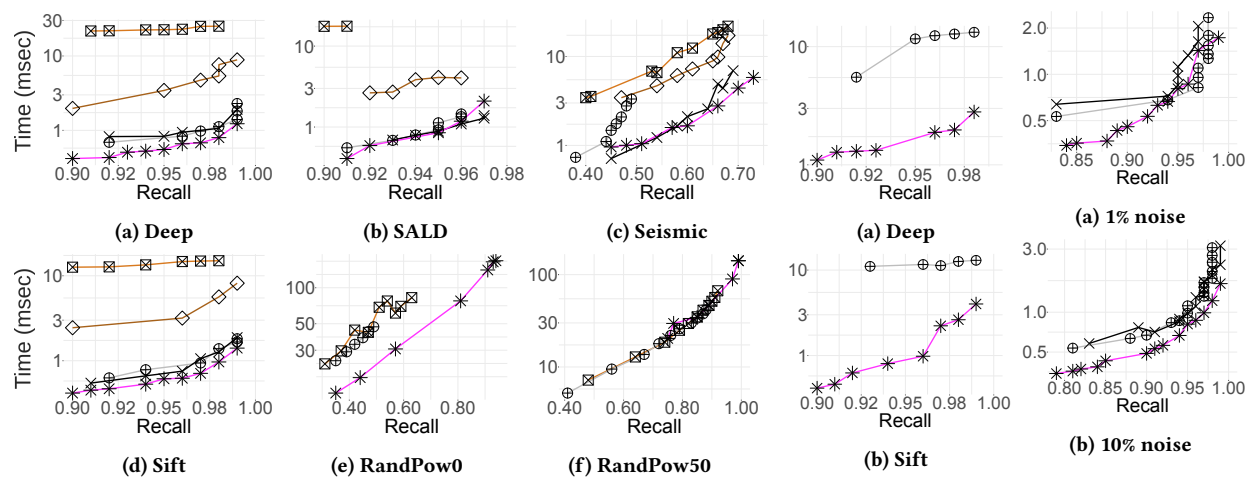 Time (msec)
30
10
3
1
0.90 0.92 0.95 0.98 1.00
Recall
(a) Deep
10
3
1
0.90 0.92 0.94 0.96 0.98
Recall
(b) SALD
10
3
1
0.40 0.50 0.60 0.70
Recall
(c) Seismic
10
3
1
0.90 0.92 0.95 0.98
Recall
(a) Deep
2.0
1.0
0.5
0.85 0.90 0.95 1.00
Recall
(a) 1% noise
Time (msec)
10
3
1
0.90 0.92 0.95 0.98 1.00
Recall
(d) Sift
100
50
30
0.40 0.60 0.80
Recall
(e) RandPow0
100
30
10
0.40 0.60 0.80 1.00
Recall
(f) RandPow50
10
3
1
0.90 0.93 0.95 0.98 1.00
Recall
(b) Sift
3.0
1.0
0.5
0.80 0.85 0.90 0.95 1.00
Recall
(b) 10% noise